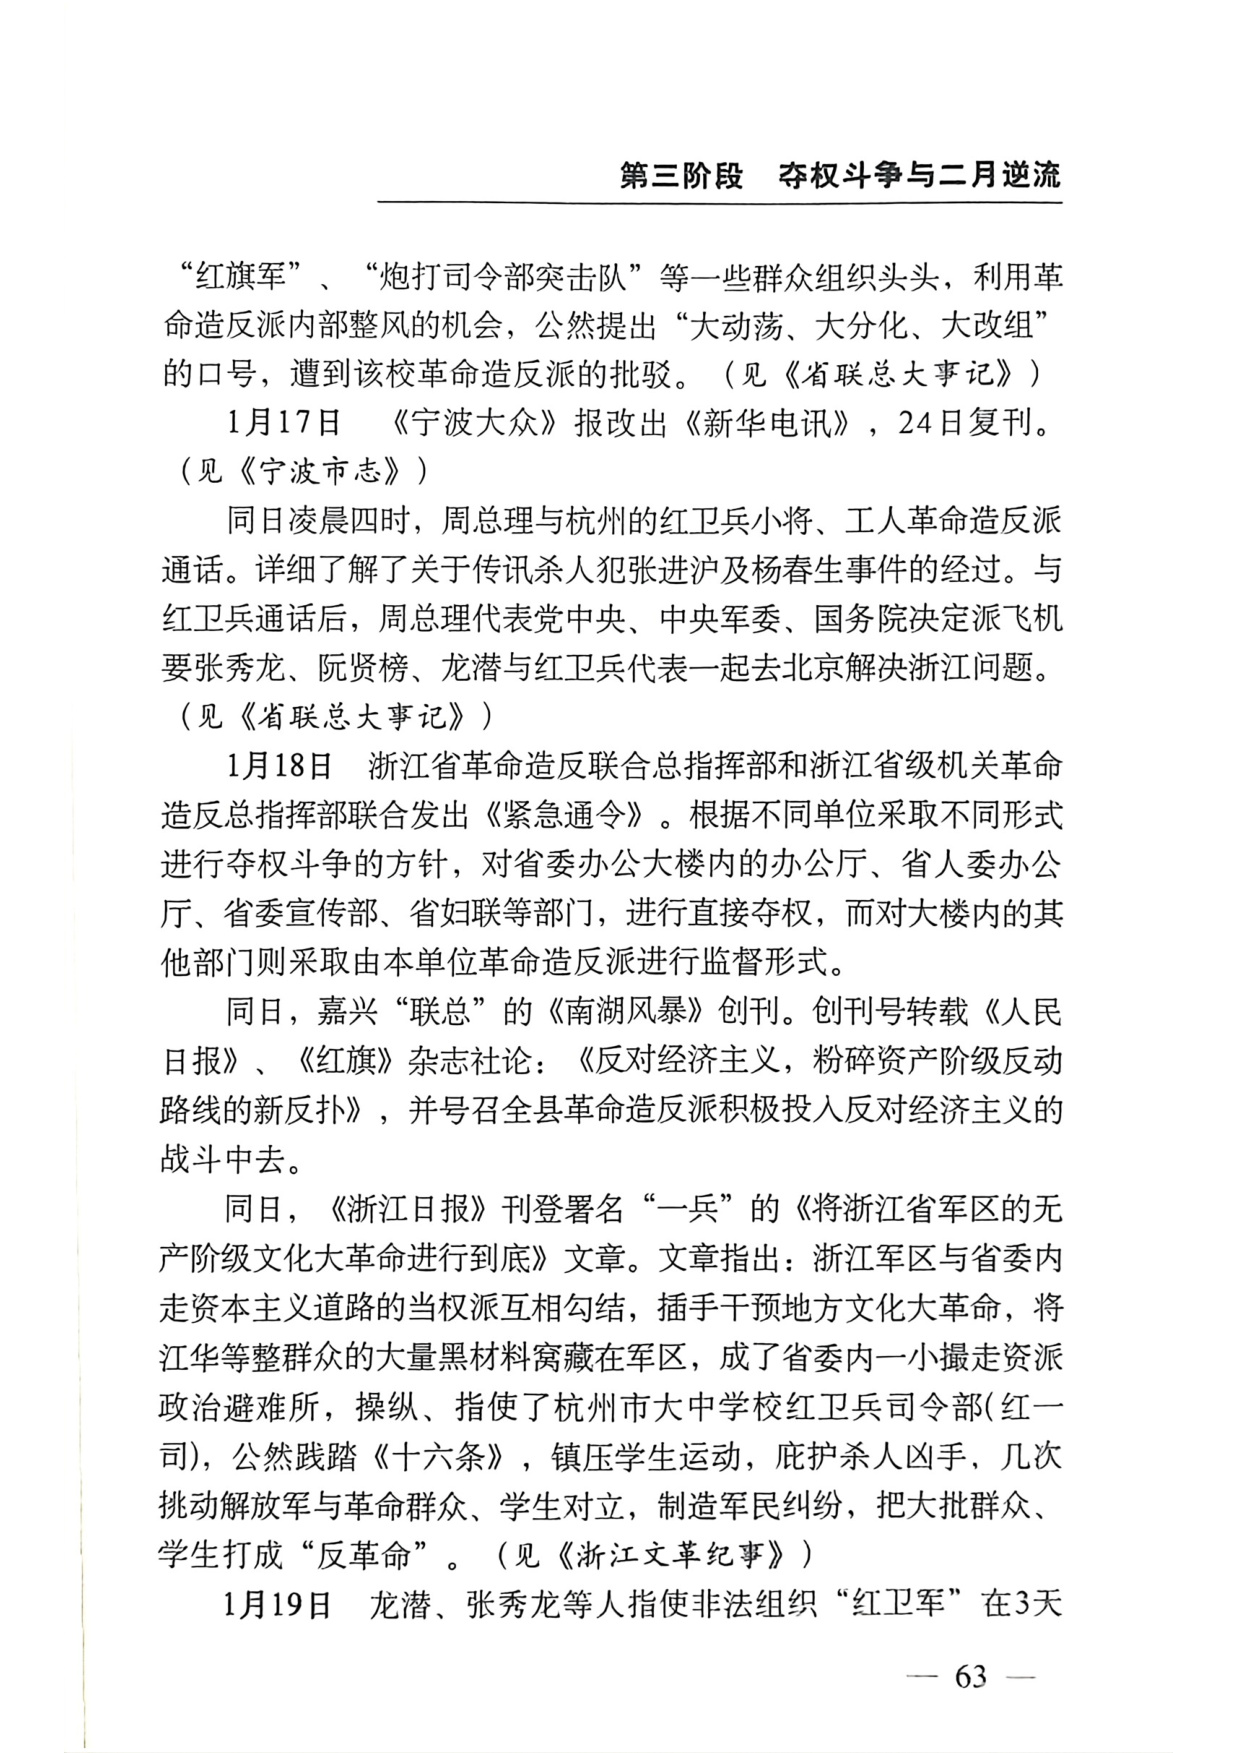 第三阶段　夺权斗争与二月逆流
“红旗军”、“炮打司令部突击队”等一些群众组织头头，利用革
命造反派内部整风的机会，公然提出“大动荡、大分化、大改组”
的口号，遭到该校革命造反派的批驳。（见《省联总大事记》）
1月17日　《宁波大众》报改出《新华电讯》，24日复刊。
（见《宁波市志》）
同日凌晨四时，周总理与杭州的红卫兵小将、工人革命造反派
通话。详细了解了关于传讯杀人犯张进沪及杨春生事件的经过。与
红卫兵通话后，周总理代表党中央、中央军委、国务院决定派飞机
要张秀龙、阮贤榜、龙潜与红卫兵代表一起去北京解决浙江问题。
（见《省联总大事记》）
1月18日　浙江省革命造反联合总指挥部和浙江省级机关革命
造反总指挥部联合发出《紧急通令》。根据不同单位采取不同形式
进行夺权斗争的方针，对省委办公大楼内的办公厅、省人委办公
厅、省委宣传部、省妇联等部门，进行直接夺权，而对大楼内的其
他部门则采取由本单位革命造反派进行监督形式。
同日，嘉兴“联总”的《南湖风暴》创刊。创刊号转载《人民
日报》、《红旗》杂志社论：《反对经济主义，粉碎资产阶级反动
路线的新反扑》，并号召全县革命造反派积极投入反对经济主义的
战斗中去。
同日，《浙江日报》刊登署名“一兵”的《将浙江省军区的无
产阶级文化大革命进行到底》文章。文章指出：浙江军区与省委内
走资本主义道路的当权派互相勾结，插手干预地方文化大革命，将
江华等整群众的大量黑材料窝藏在军区，成了省委内一小撮走资派
政治避难所，操纵、指使了杭州市大中学校红卫兵司令部(红一
司)，公然践踏《十六条》，镇压学生运动，庇护杀人凶手，几次
挑动解放军与革命群众、学生对立，制造军民纠纷，把大批群众、
学生打成“反革命”。（见《浙江文革纪事》）
1月19日　龙潜、张秀龙等人指使非法组织“红卫军”在3天
— 63 —